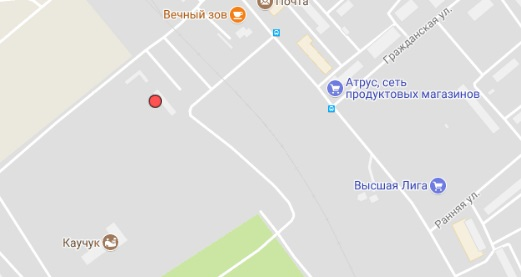 Почта
Вечный зов
Гражданская ул.
Атрус, сеть
продуктовых магазинов
Высшая Лига
Ранняя ул.
Каучук